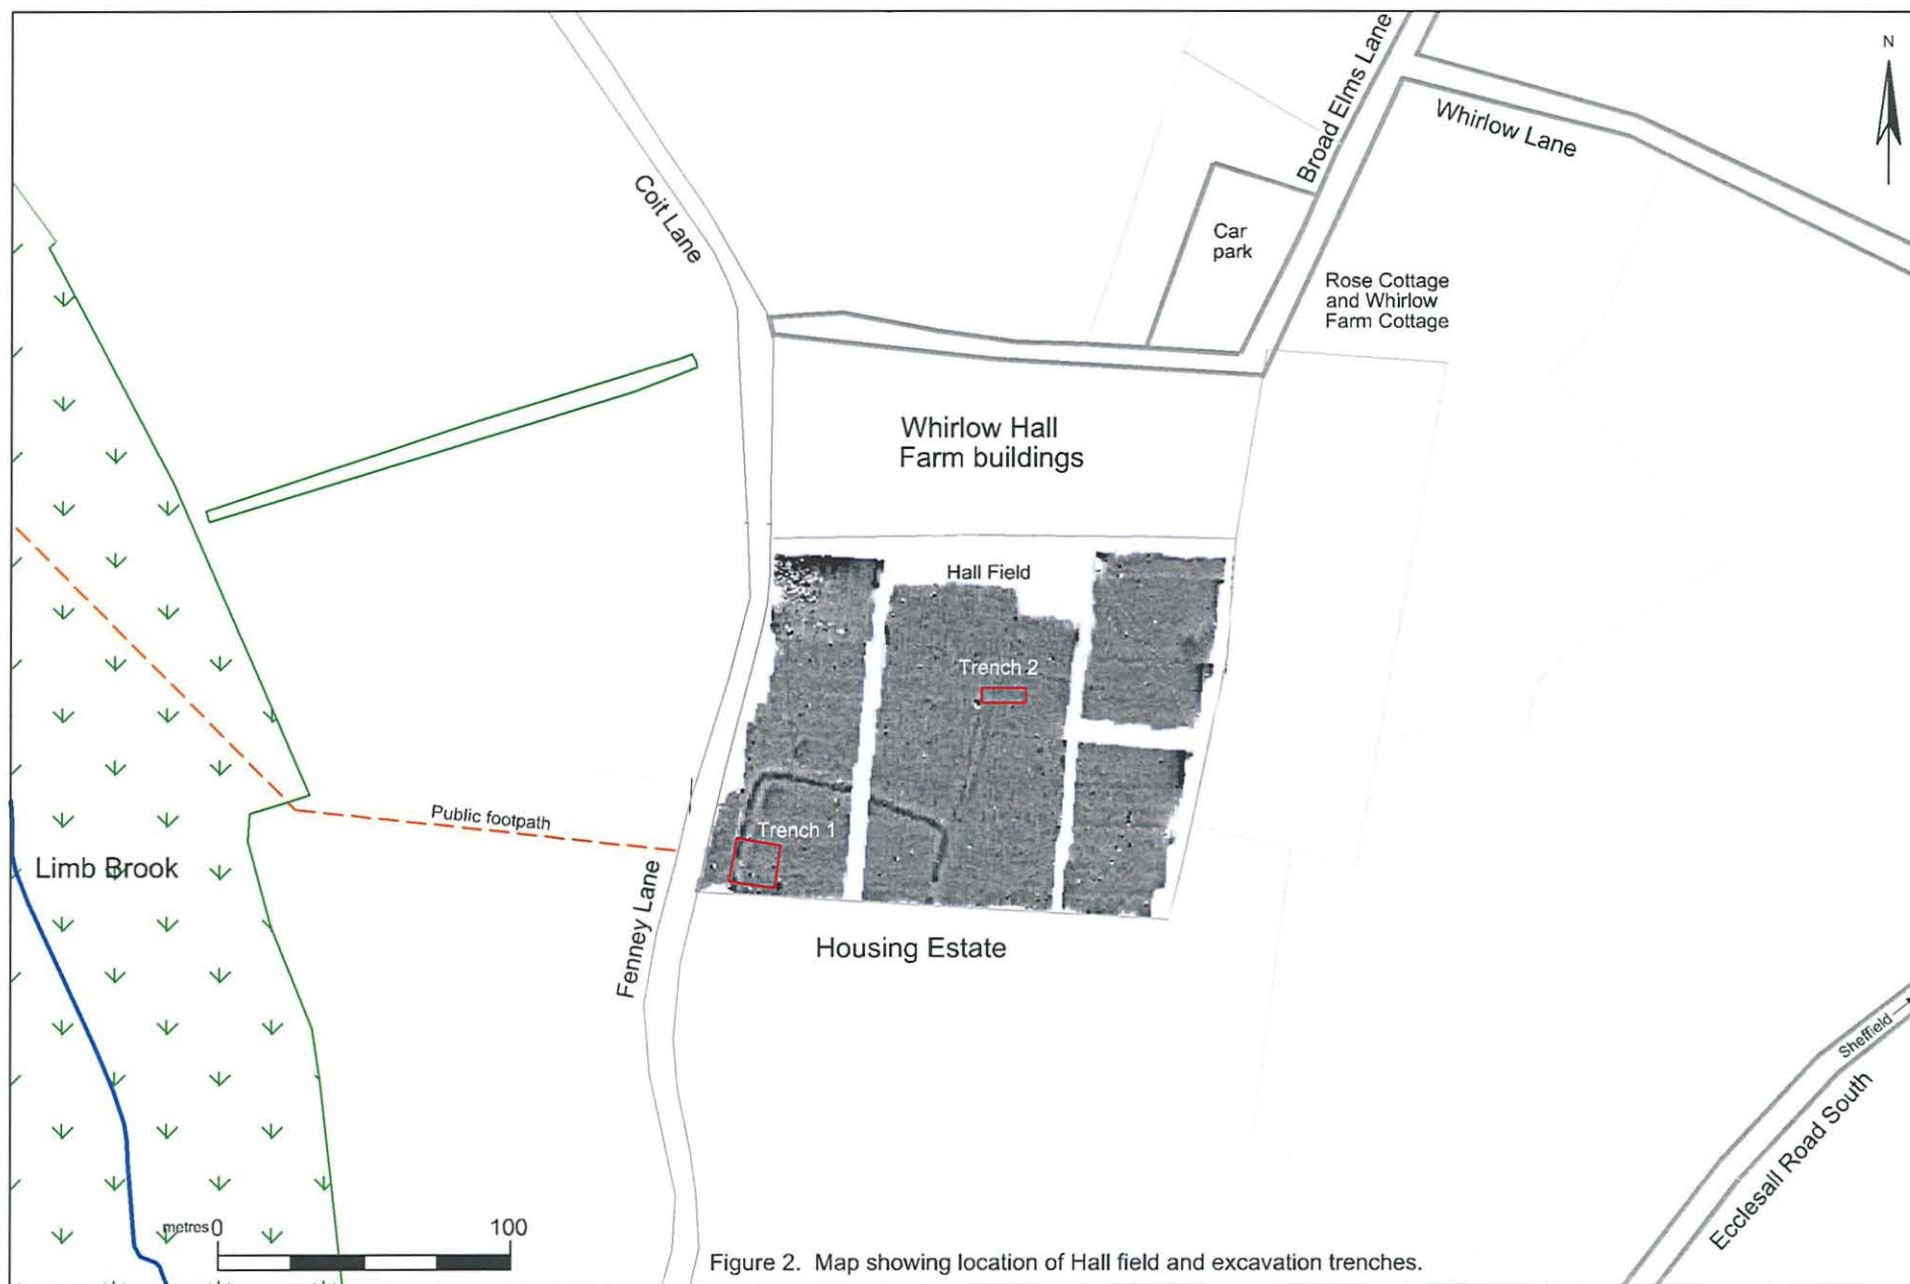 N
Broad Elms Lane
Whirlow Lane
Coit Lane
Car
park
Rose Cottage
and Whirlow
Farm Cottage
Whirlow Hall
Farm buildings
Hall Field
Trench 2
Trench 1
Public footpath
Limb Brook
Fenney Lane
Housing Estate
Sheffield
Ecclesall Road South
metres 0 100
Figure 2. Map showing location of Hall field and excavation trenches.